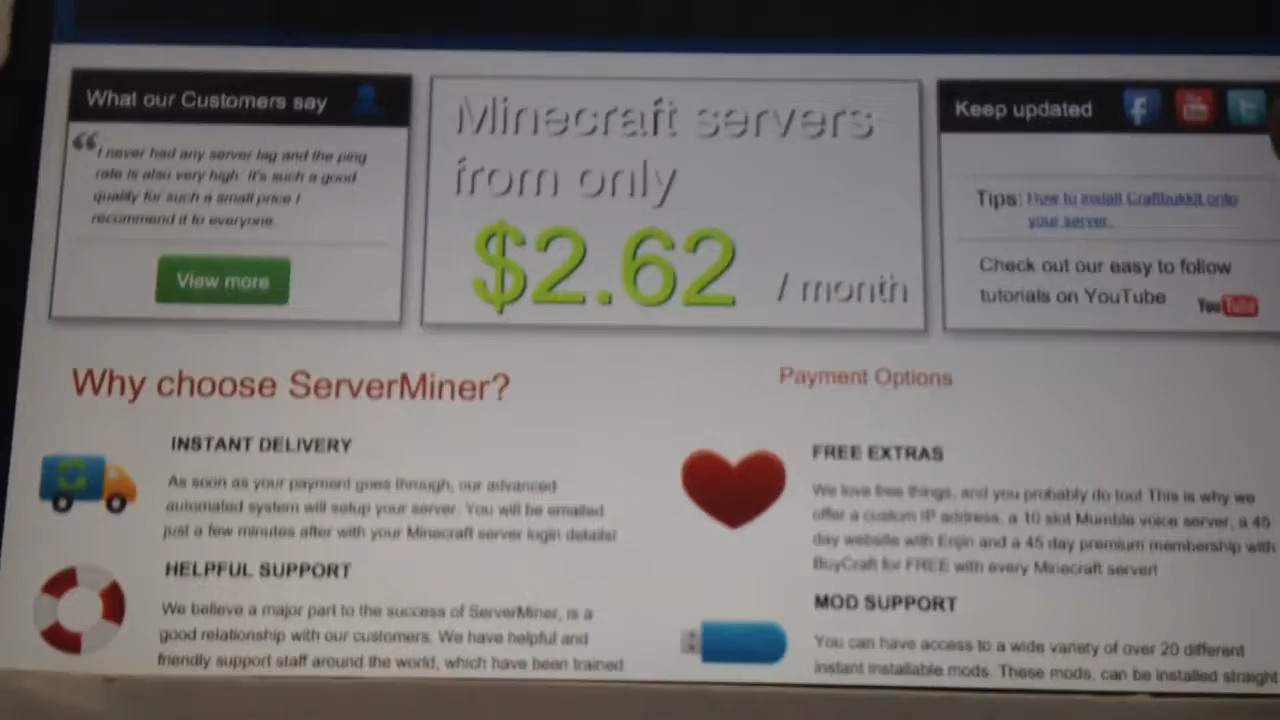 What our Customers say
I never had any server lag and the ping
rate is also very high. It's such a good
quality for such a small price I
recommend it to everyone.
View more
Minecraft servers
from only
$2.62 / month
Keep updated
Tips: How to install Craftbukkit onto
your server.
Check out our easy to follow
tutorials on YouTube YouTube
Why choose ServerMiner?
INSTANT DELIVERY
As soon as your payment goes through, our advanced
automated system will setup your server. You will be emailed
just a few minutes after with your Minecraft server login details!
HELPFUL SUPPORT
We believe a major part to the success of ServerMiner, is a
good relationship with our customers. We have helpful and
friendly support staff around the world, which have been trained
Payment Options
FREE EXTRAS
We love free things, and you probably do too! This is why we
offer a custom IP address, a 10 slot Mumble voice server, a 45
day website with Enjin and a 45 day premium membership with
BuyCraft for FREE with every Minecraft server!
MOD SUPPORT
You can have access to a wide variety of over 20 different
instant installable mods. These mods, can be installed straight